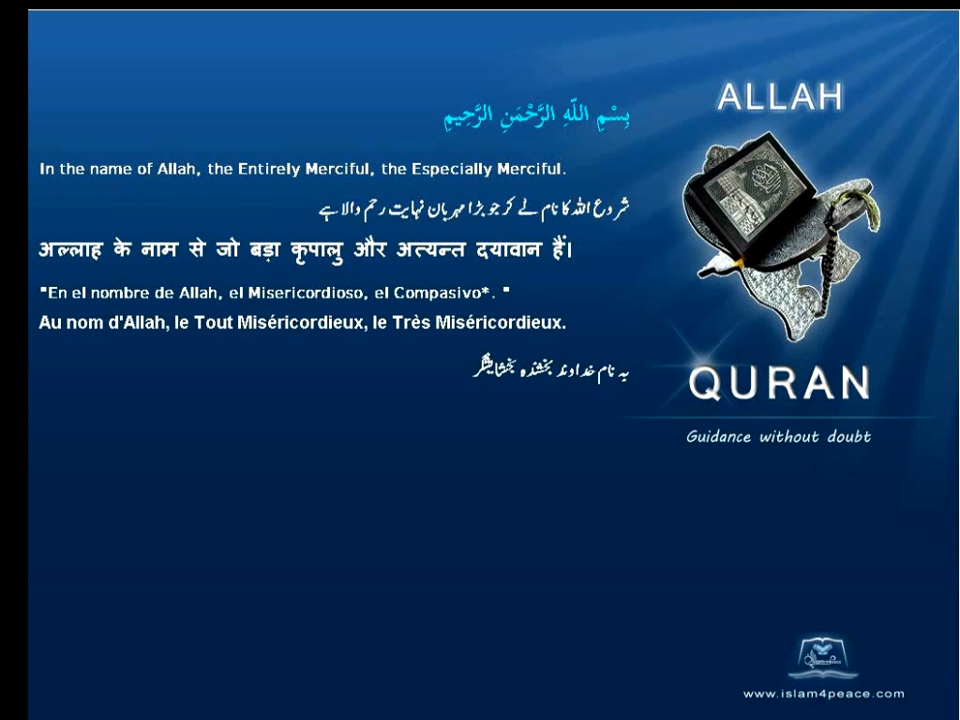 بِسْمِ اللّهِ الرَّحْمَنِ الرَّحِيمِ
In the name of Allah, the Entirely Merciful, the Especially Merciful.
شروع الله کا نام لے کر جو بڑا مہربان نہایت رحم والا ہے
अल्लाह के नाम से जो बड़ा कृपालु और अत्यन्त दयावान हैं।
"En el nombre de Allah, el Misericordioso, el Compasivo*. "
Au nom d'Allah, le Tout Miséricordieux, le Très Miséricordieux.
به نام خداوند بخشنده بخشایشگر
ALLAH
QURAN
Guidance without doubt
www.islam4peace.com